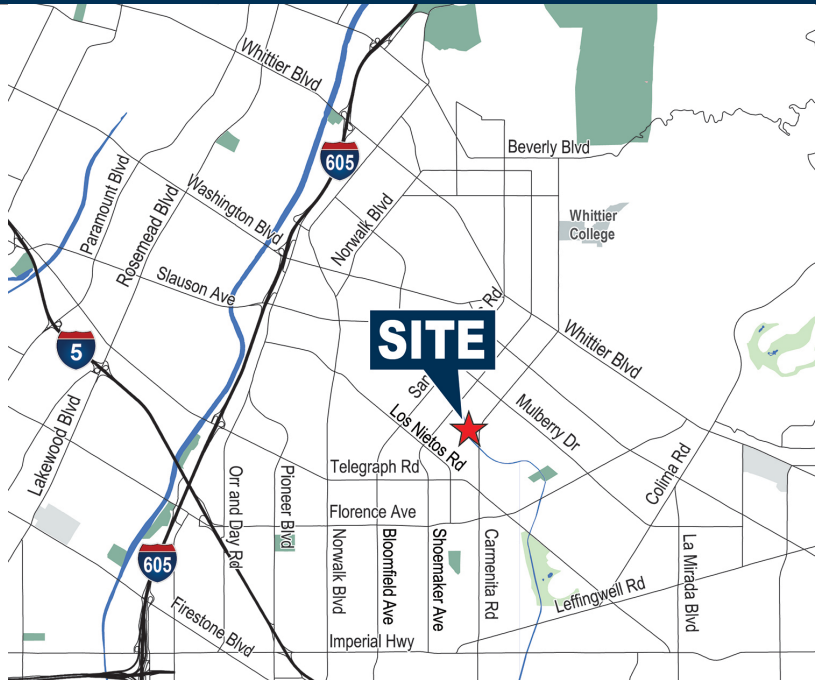 Whittier Blvd
605
Beverly Blvd
Paramount Blvd
Rosemead Blvd
Washington Blvd
Norwalk Blvd
Whittier
College
Slauson Ave
Rd
SITE
5
Whittier Blvd
Mulberry Dr
Los Nietos Rd
Lakewood Blvd
Telegraph Rd
Colima Rd
Orr and Day Rd
Pioneer Blvd
Florence Ave
Norwalk Blvd
Bloomfield Ave
Shoemaker Ave
Carmenita Rd
La Mirada Blvd
605
Leffingwell Rd
Firestone Blvd
Imperial Hwy